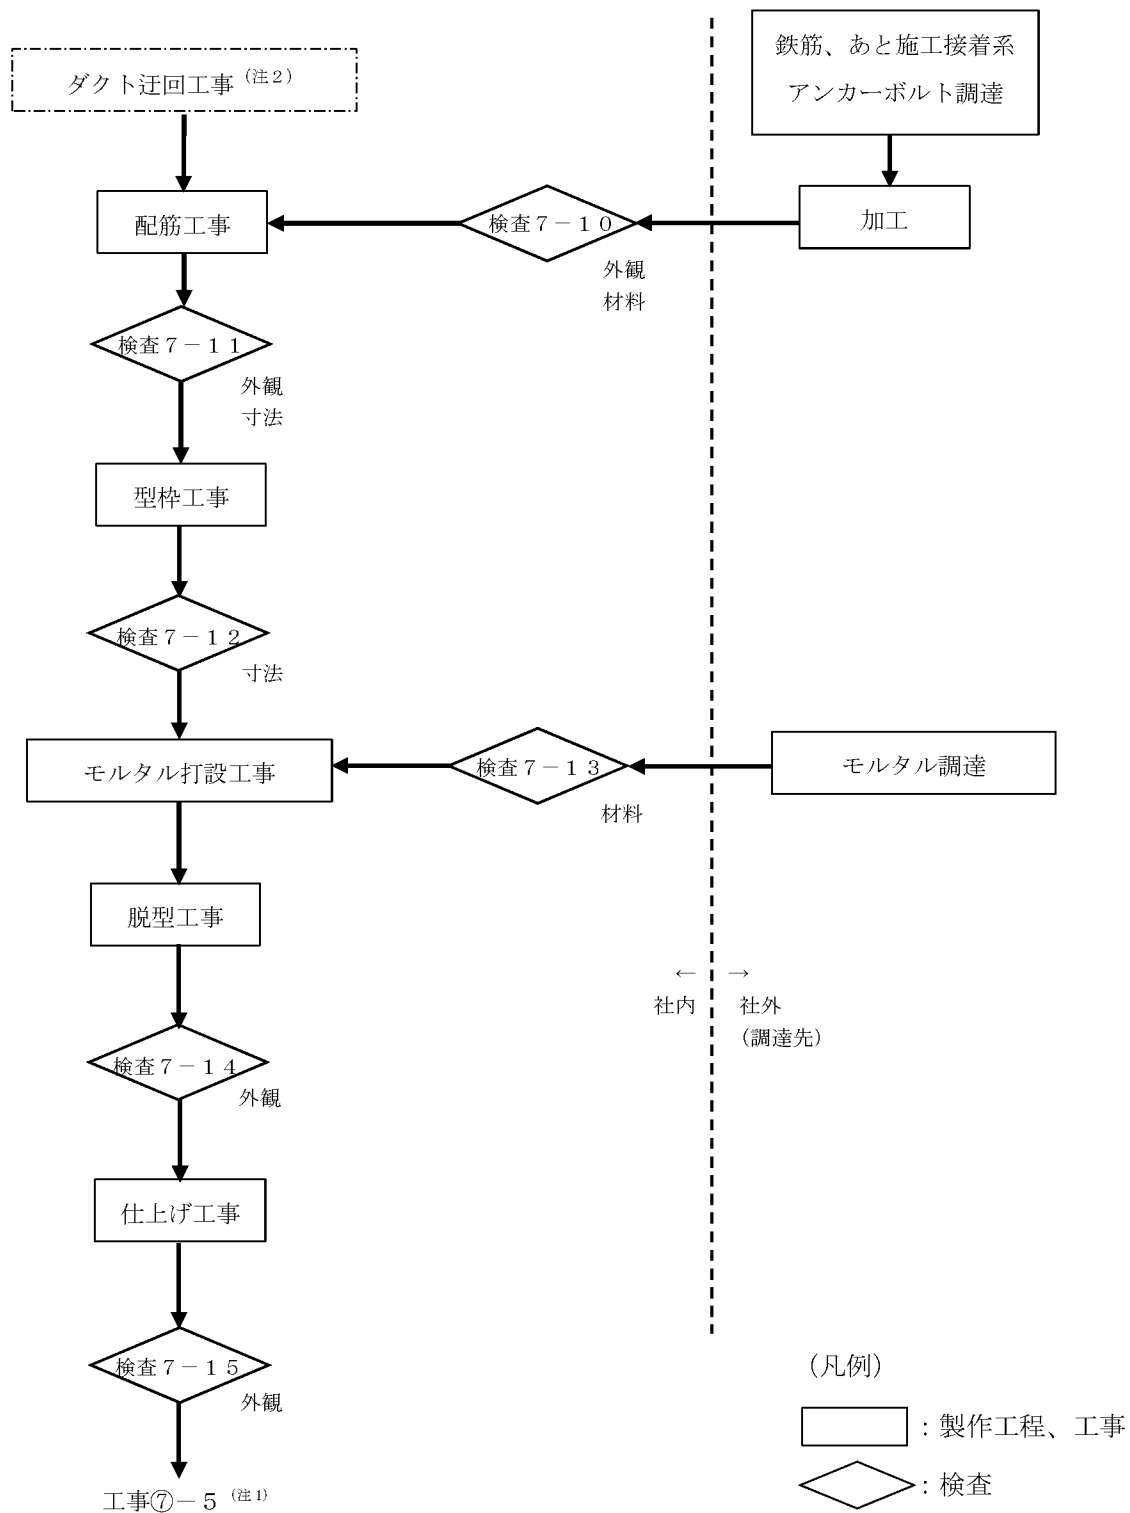 鉄筋、あと施工接着系
アンカーボルト調達
ダクト迂回工事（注２）
配筋工事
検査７－１０
加工
外観
材料
検査７－１１
外観
寸法
型枠工事
検査７－１２
寸法
モルタル打設工事
検査７－１３
モルタル調達
材料
脱型工事
←
→
社内
社外
（調達先）
検査７－１４
外観
仕上げ工事
検査７－１５
外観
（凡例）
：製作工程、工事
：検査
工事⑦－５（注1）